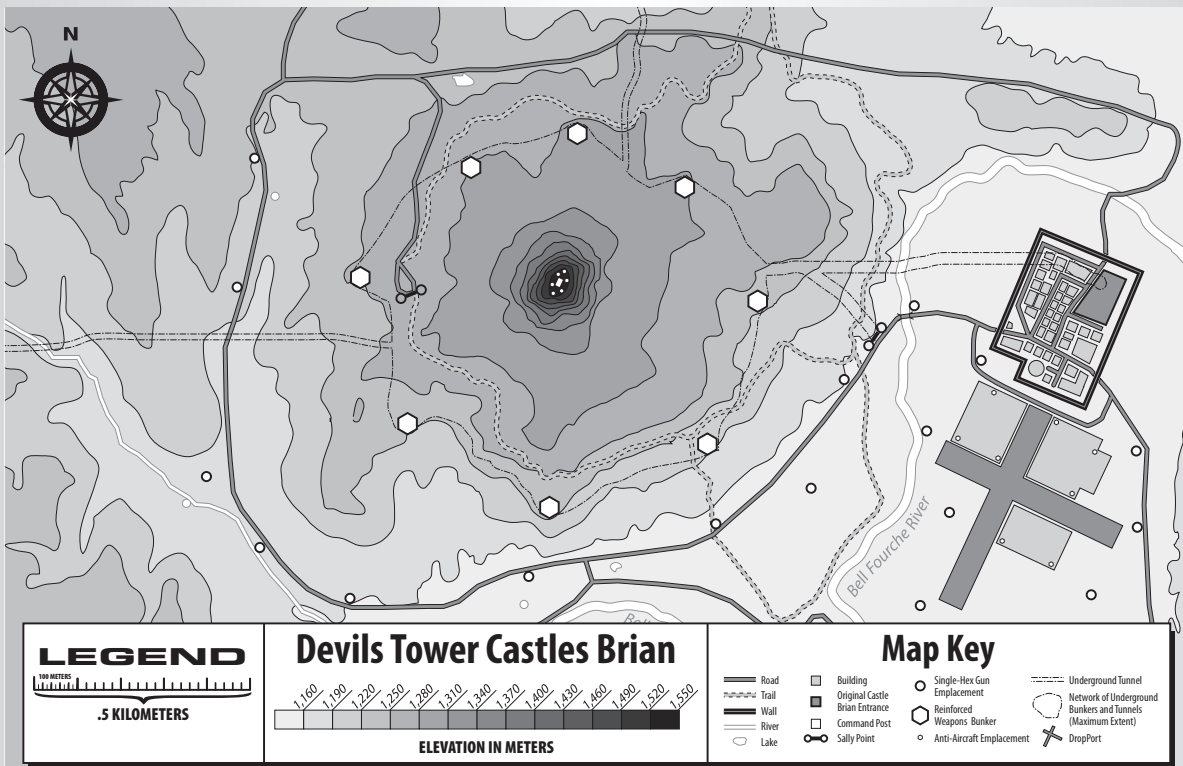 N
Bell Fourche River
LEGEND
100 METERS
.5 KILOMETERS
Devils Tower Castles Brian
1,160 1,190 1,220 1,250 1,280 1,310 1,340 1,370 1,400 1,430 1,460 1,490 1,520 1,550
ELEVATION IN METERS
Map Key
Road
Trail
Wall
River
Lake
Building
Original Castle
Brian Entrance
Command Post
Sally Point
Single-Hex Gun
Emplacement
Reinforced
Weapons Bunker
Anti-Aircraft Emplacement
Underground Tunnel
Network of Underground
Bunkers and Tunnels
(Maximum Extent)
DropPort